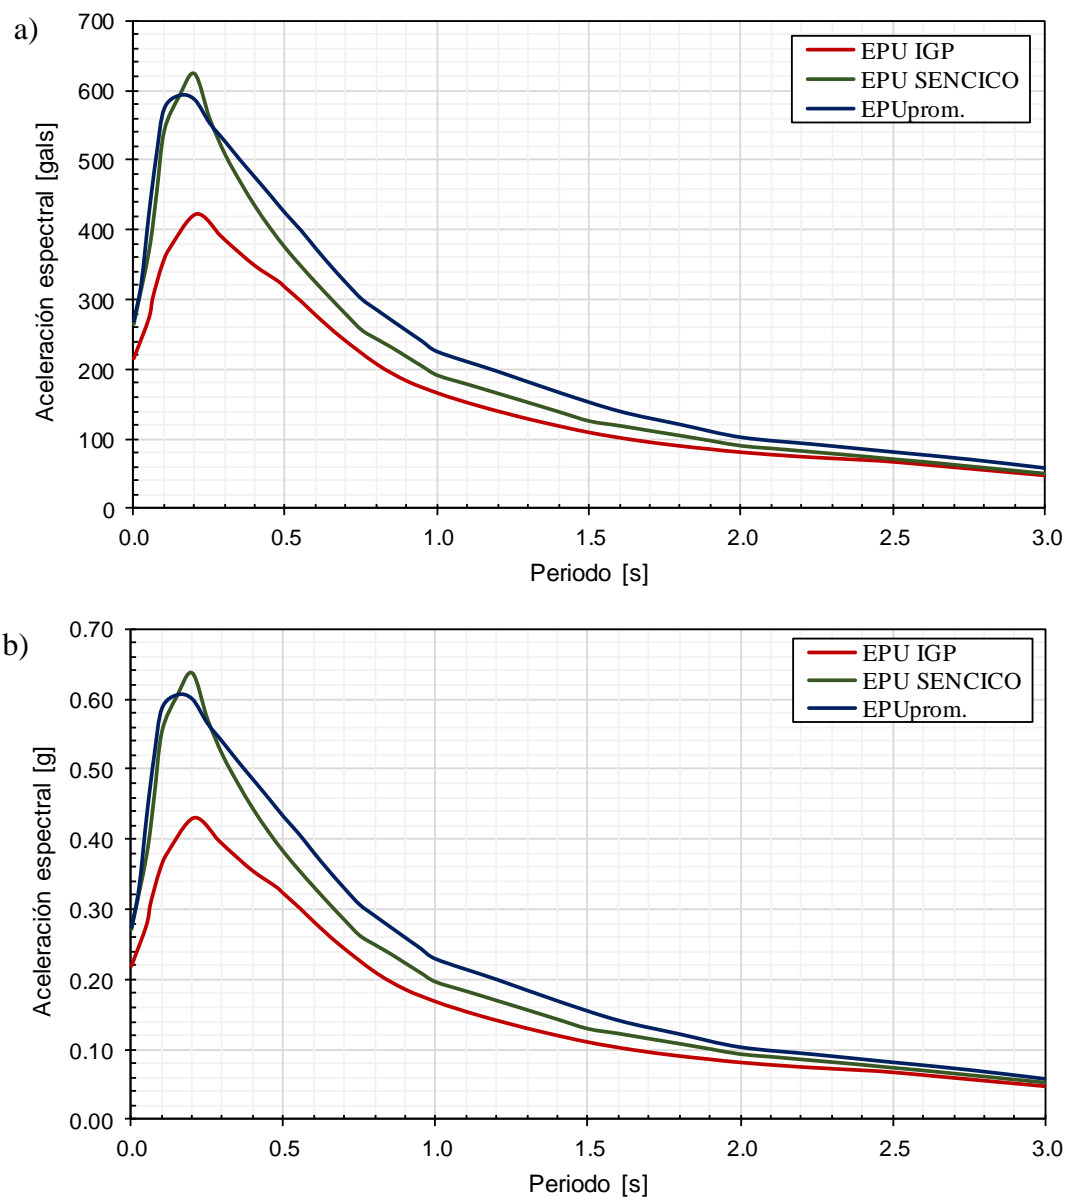 a)
700
600
500
400
300
200
100
0
Aceleración espectral [gals]
EPU IGP
EPU SENCICO
EPUprom.
0.0 0.5 1.0 1.5 2.0 2.5 3.0
Periodo [s]
b)
0.70
0.60
0.50
0.40
0.30
0.20
0.10
0.00
Aceleración espectral [g]
EPU IGP
EPU SENCICO
EPUprom.
0.0 0.5 1.0 1.5 2.0 2.5 3.0
Periodo [s]